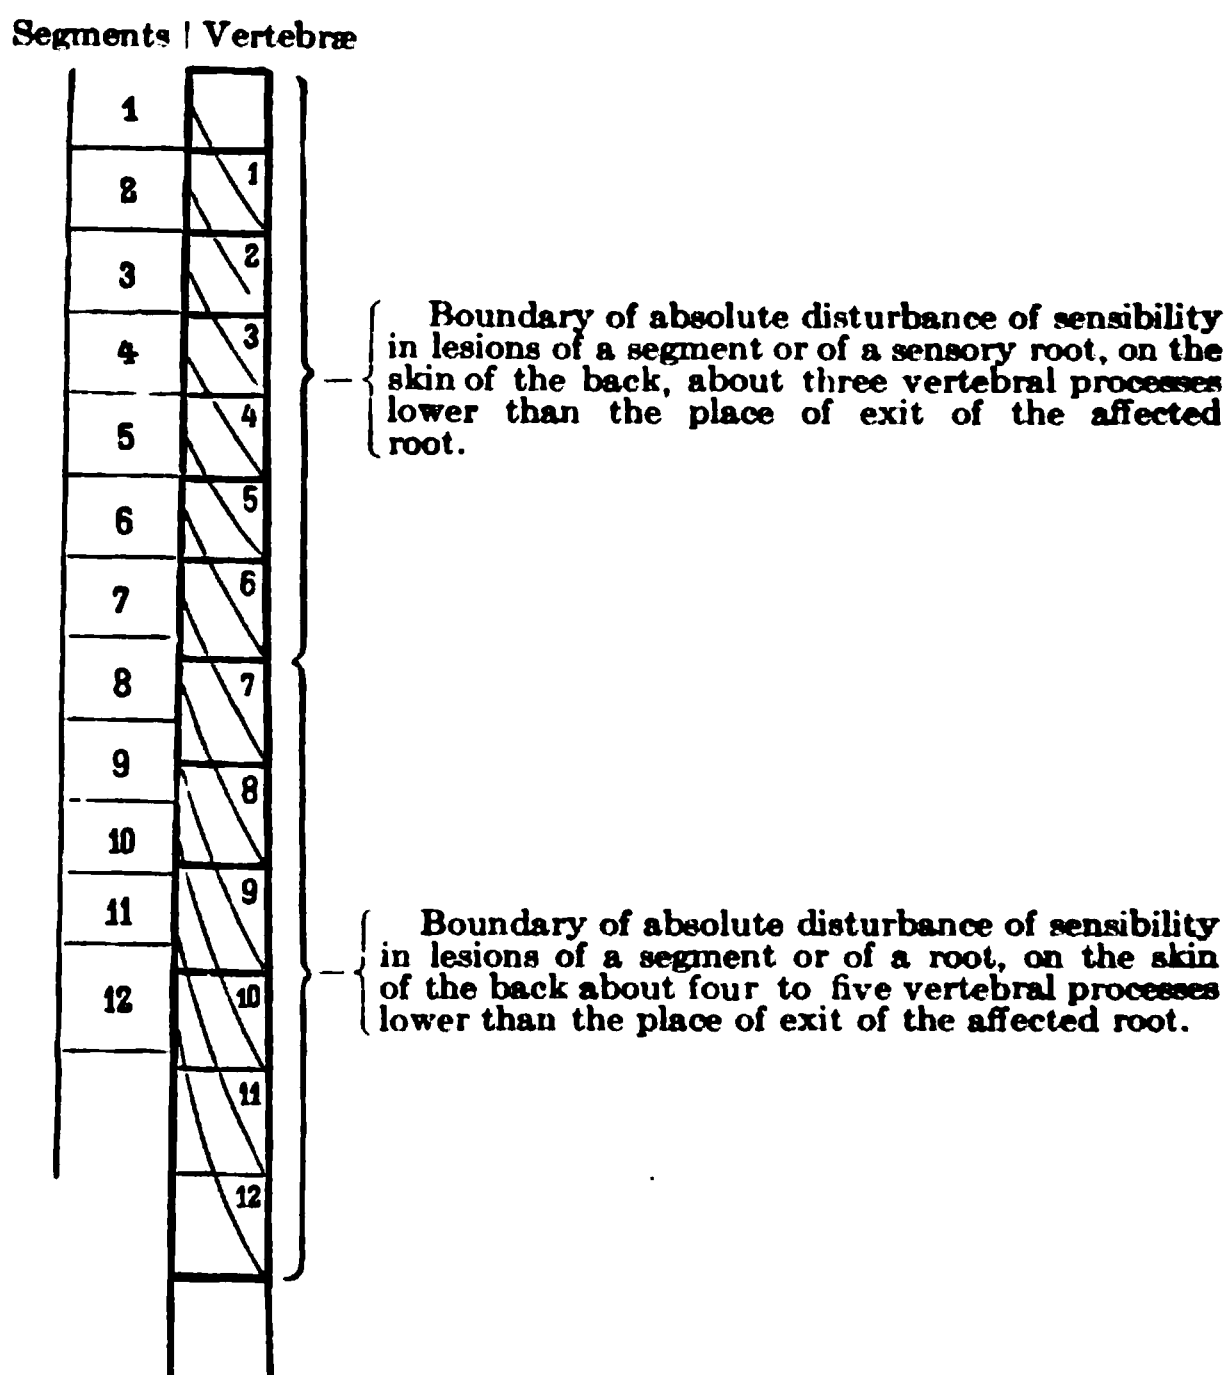 Segments | Vertebræ
1
2
3
4
5
6
7
8
9
10
11
12
1
2
3
4
5
6
7
8
9
10
11
12
Boundary of absolute disturbance of sensibility
in lesions of a segment or of a sensory root, on the
skin of the back, about three vertebral processes
lower than the place of exit of the affected
root.
Boundary of absolute disturbance of sensibility
in lesions of a segment or of a root, on the skin
of the back about four to five vertebral processes
lower than the place of exit of the affected root.